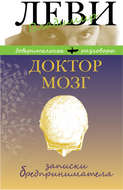 ЛЕВИ
доверительные разговоры
ДОКТОР
МОЗГ
записки
бредпринимателя